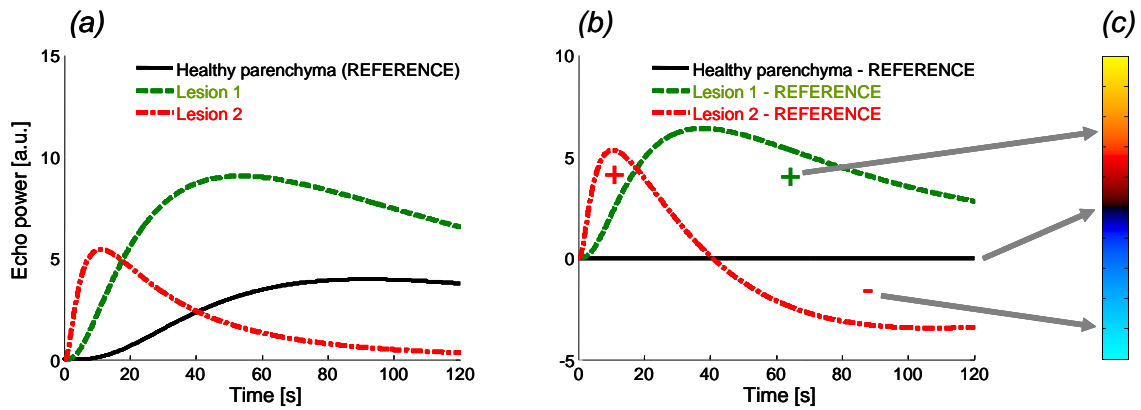 (a)
15
10
5
0
Echo power [a.u.]
Healthy parenchyma (REFERENCE)
Lesion 1
Lesion 2
0 20 40 60 80 100 120
Time [s]
(b)
10
5
0
-5
Healthy parenchyma - REFERENCE
Lesion 1 - REFERENCE
Lesion 2 - REFERENCE
+
+
-
0 20 40 60 80 100 120
Time [s]
(c)